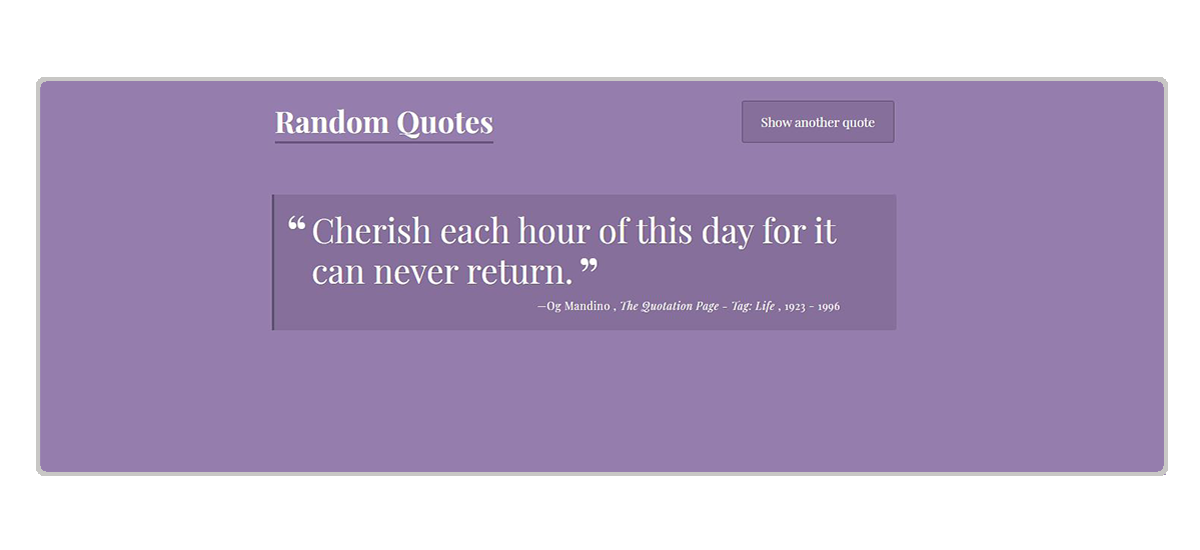 Random Quotes
Show another quote
“ Cherish each hour of this day for it
can never return. ”
—Og Mandino , The Quotation Page - Tag: Life , 1923 - 1996